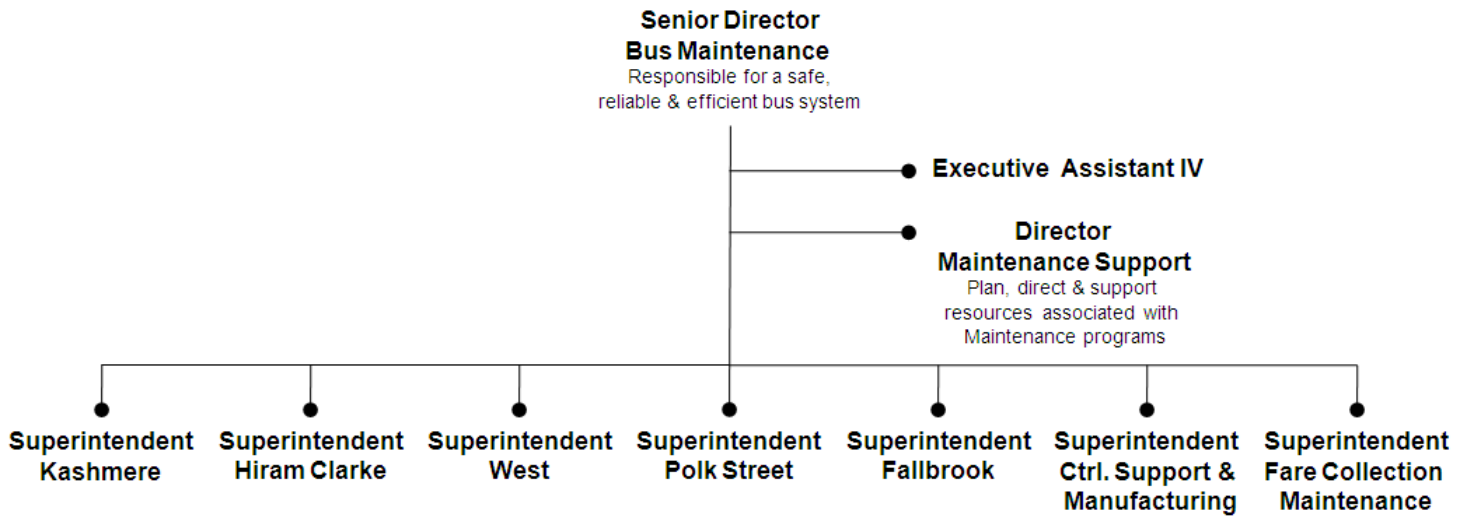 Senior Director
Bus Maintenance
Responsible for a safe,
reliable & efficient bus system
Executive Assistant IV
Director
Maintenance Support
Plan, direct & support
resources associated with
Maintenance programs
Superintendent
Kashmere
Superintendent
Hiram Clarke
Superintendent
West
Superintendent
Polk Street
Superintendent
Fallbrook
Superintendent
Ctrl. Support &
Manufacturing
Superintendent
Fare Collection
Maintenance